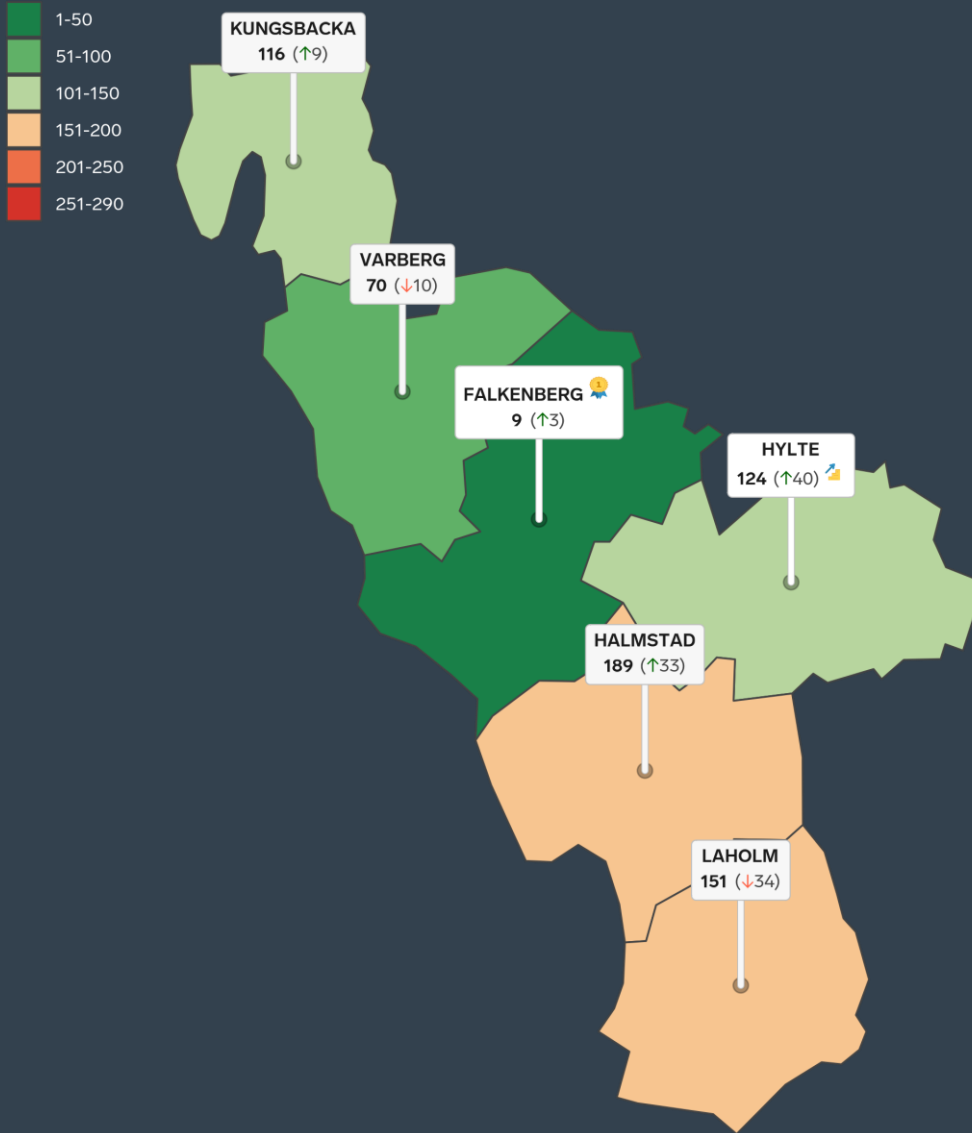 1-50
51-100
101-150
151-200
201-250
251-290
KUNGSBACKA
116 (↑9)
VARBERG
70 (↓10)
FALKENBERG
1
9 (↑3)
HYLTE
124 (↑40)
HALMSTAD
189 (↑33)
LAHOLM
151 (↓34)